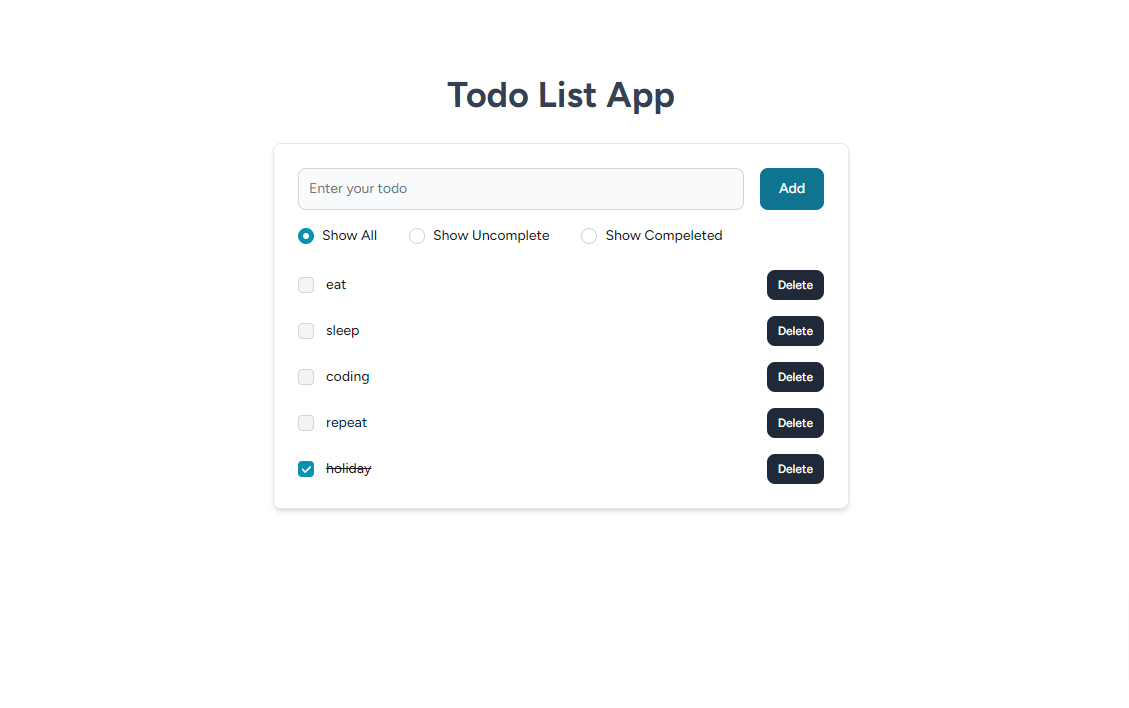 Todo List App
Enter your todo Add
Show All Show Uncomplete Show Compeleted
eat Delete
sleep Delete
coding Delete
repeat Delete
holiday Delete